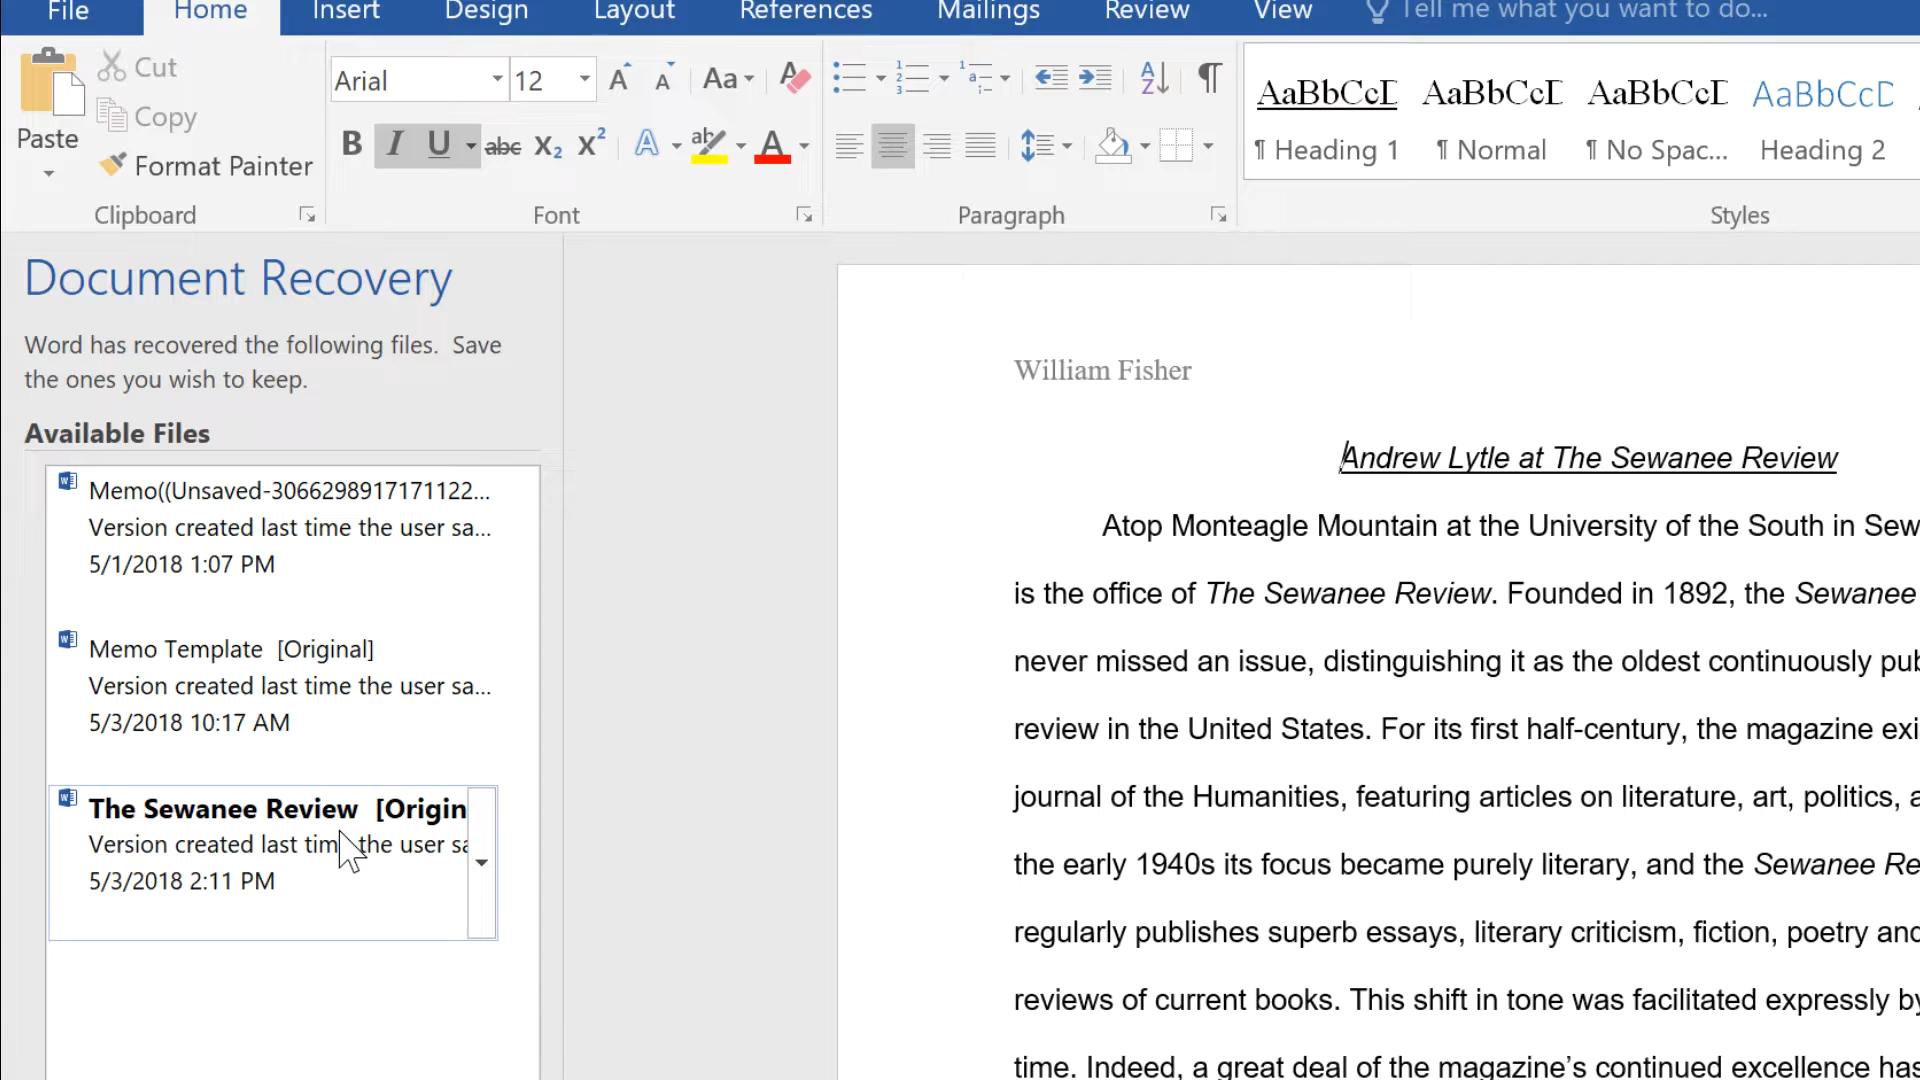 File Home Insert Design Layout References Mailings Review View Tell me what you want to do...
Paste
Cut
Copy
Format Painter
Clipboard
Arial 12
Font
Paragraph
AaBbCcD AaBbCcD AaBbCcD AaBbCcD
¶ Heading 1 ¶ Normal ¶ No Spac... Heading 2
Styles
Document Recovery
Word has recovered the following files. Save
the ones you wish to keep.
Available Files
Memo((Unsaved-3066298917171122...
Version created last time the user sa...
5/1/2018 1:07 PM
Memo Template [Original]
Version created last time the user sa...
5/3/2018 10:17 AM
The Sewanee Review [Origin
Version created last time the user sa
5/3/2018 2:11 PM
William Fisher
Andrew Lytle at The Sewanee Review
Atop Monteagle Mountain at the University of the South in Sew
is the office of The Sewanee Review. Founded in 1892, the Sewanee
never missed an issue, distinguishing it as the oldest continuously pub
review in the United States. For its first half-century, the magazine exi
journal of the Humanities, featuring articles on literature, art, politics, a
the early 1940s its focus became purely literary, and the Sewanee Re
regularly publishes superb essays, literary criticism, fiction, poetry and
reviews of current books. This shift in tone was facilitated expressly by
time. Indeed, a great deal of the magazine's continued excellence has